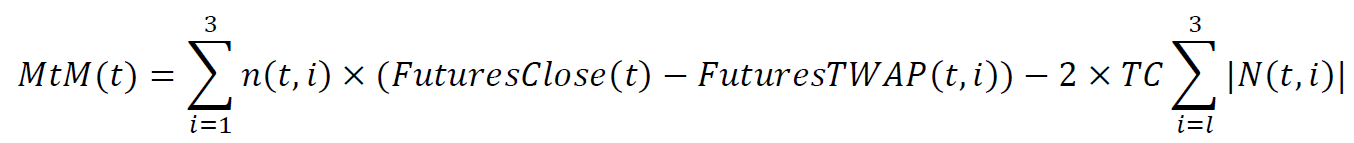 MtM(t) = ∑_{i=1}^{3} n(t, i) × (FuturesClose(t) − FuturesTWAP(t, i)) − 2 × TC ∑_{i=l}^{3} |N(t, i)|